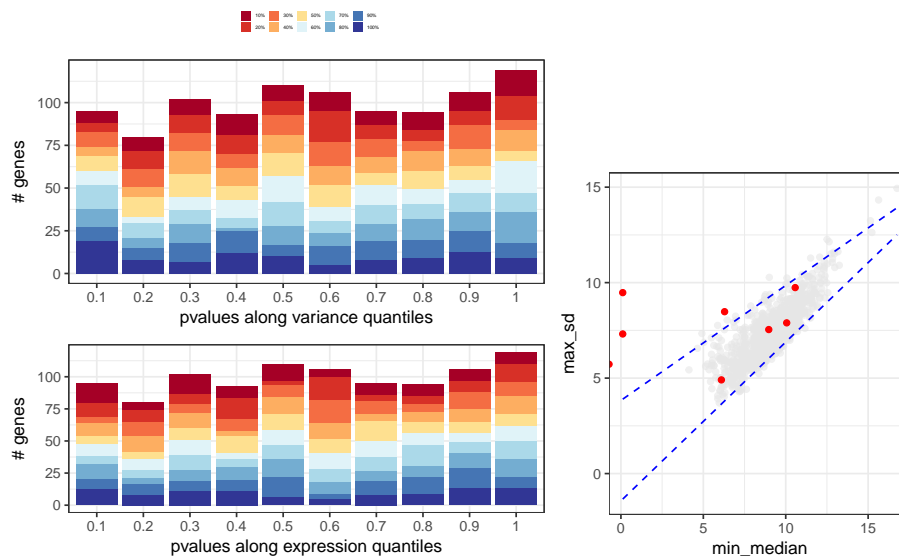 10% 30% 50% 70% 90%
20% 40% 60% 80% 100%
# genes
100
75
50
25
0
0.1 0.2 0.3 0.4 0.5 0.6 0.7 0.8 0.9 1
pvalues along variance quantiles
# genes
100
75
50
25
0
0.1 0.2 0.3 0.4 0.5 0.6 0.7 0.8 0.9 1
pvalues along expression quantiles
max_sd
15
10
5
0
0 5 10 15
min_median